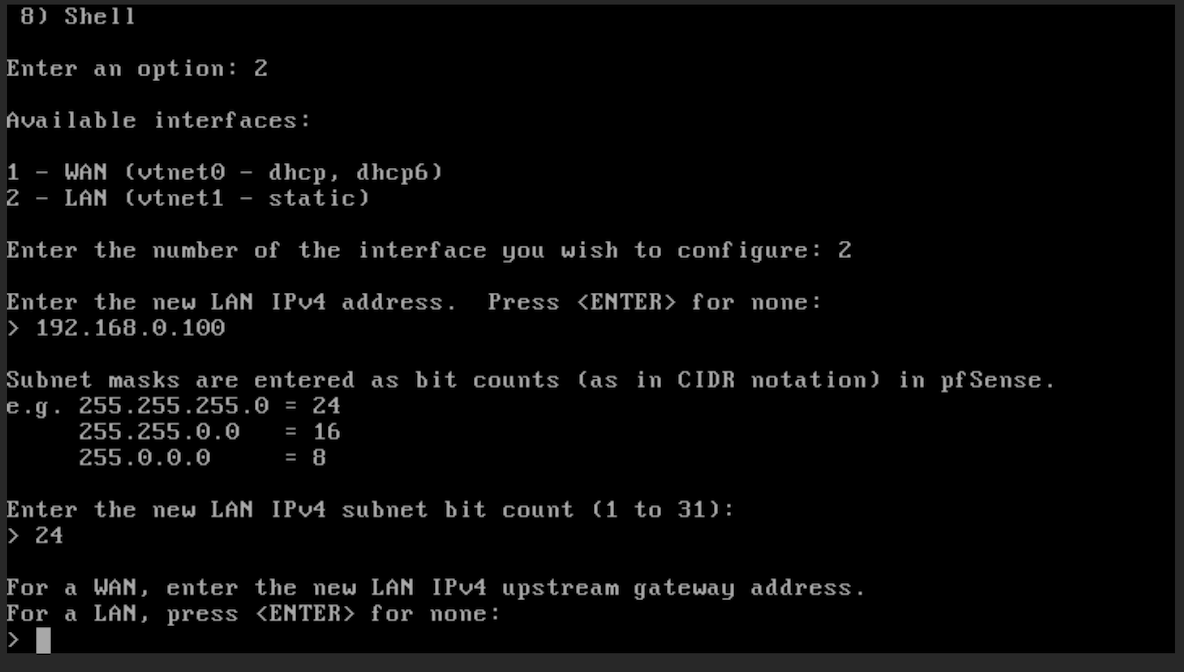 8) Shell
Enter an option: 2
Available interfaces:
1 - WAN (vtnet0 - dhcp, dhcp6)
2 - LAN (vtnet1 - static)
Enter the number of the interface you wish to configure: 2
Enter the new LAN IPv4 address.  Press <ENTER> for none:
> 192.168.0.100
Subnet masks are entered as bit counts (as in CIDR notation) in pfSense.
e.g. 255.255.255.0 = 24
     255.255.0.0   = 16
     255.0.0.0     = 8
Enter the new LAN IPv4 subnet bit count (1 to 31):
> 24
For a WAN, enter the new LAN IPv4 upstream gateway address.
For a LAN, press <ENTER> for none:
>